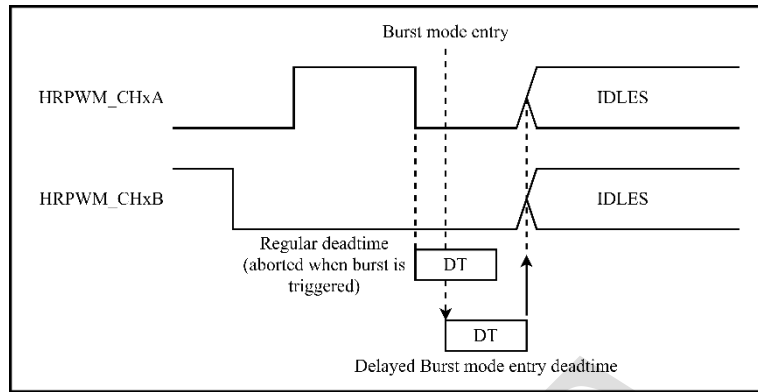 Burst mode entry
HRPWM_CHxA
IDLES
HRPWM_CHxB
IDLES
Regular deadtime
(aborted when burst is
triggered)
DT
DT
Delayed Burst mode entry deadtime